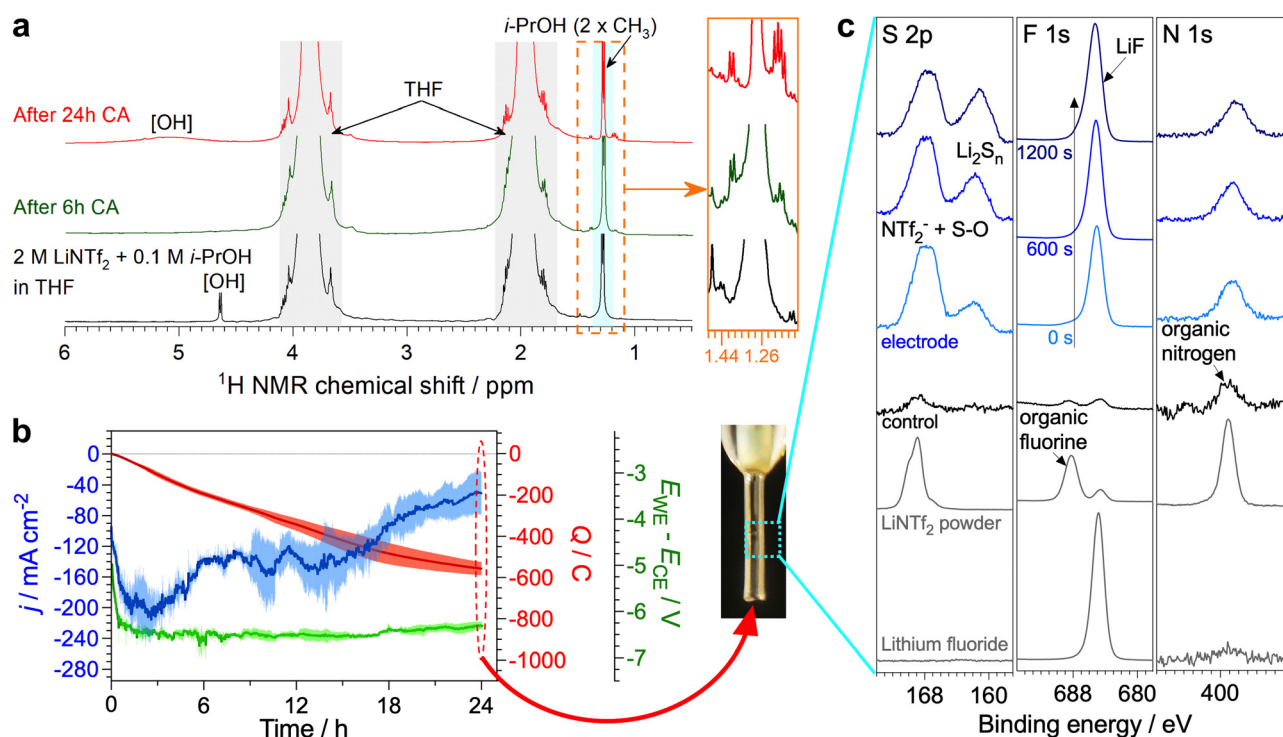 a
i-PrOH (2 x CH₃)
THF
After 24h CA
[OH]
After 6h CA
2 M LiNTf₂ + 0.1 M i-PrOH
in THF
[OH]
6 5 4 3 2 1
¹H NMR chemical shift / ppm
1.44 1.26
b
j / mA cm⁻²
0
-40
-80
-120
-160
-200
-240
-280
0 6 12 18 24
Time / h
0
-200
-400
-600
-800
-1000
Q / C
-3
-4
-5
-6
-7
E_WE - E_CE / V
c
S 2p
F 1s
N 1s
LiF
1200 s
Li₂Sₙ
600 s
NTf₂⁻ + S-O
0 s
electrode
organic
nitrogen
control
organic
fluorine
LiNTf₂ powder
Lithium fluoride
168 160
688 680
400
Binding energy / eV